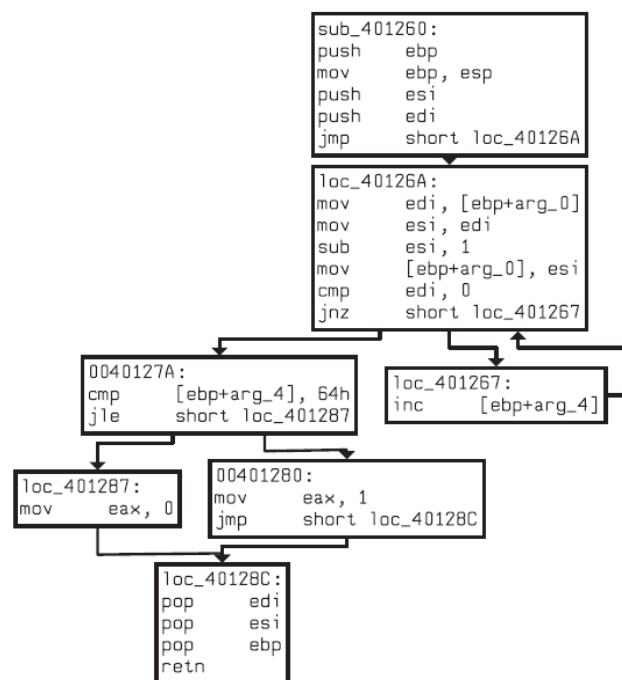 sub_401260:
push ebp
mov ebp, esp
push esi
push edi
jmp short loc_40126A
loc_40126A:
mov edi, [ebp+arg_0]
mov esi, edi
sub esi, 1
mov [ebp+arg_0], esi
cmp edi, 0
jnz short loc_401267
0040127A:
cmp [ebp+arg_4], 64h
jle short loc_401287
loc_401267:
inc [ebp+arg_4]
loc_401287:
mov eax, 0
00401280:
mov eax, 1
jmp short loc_40128C
loc_40128C:
pop edi
pop esi
pop ebp
retn